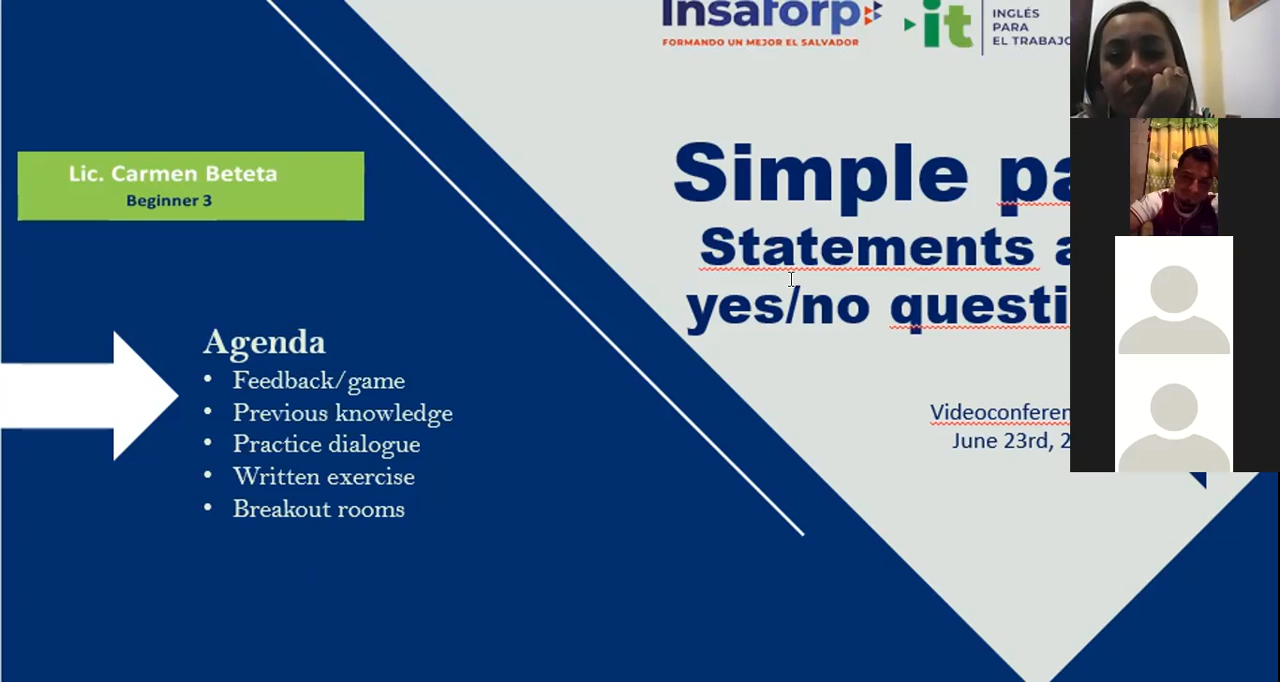 Insaforp
FORMANDO UN MEJOR EL SALVADOR
it
INGLÉS
PARA
EL TRABAJO
Lic. Carmen Beteta
Beginner 3
Simple pa
Statements a
yes/no questi
Agenda
• Feedback/game
• Previous knowledge
• Practice dialogue
• Written exercise
• Breakout rooms
Videoconferen
June 23rd, 2